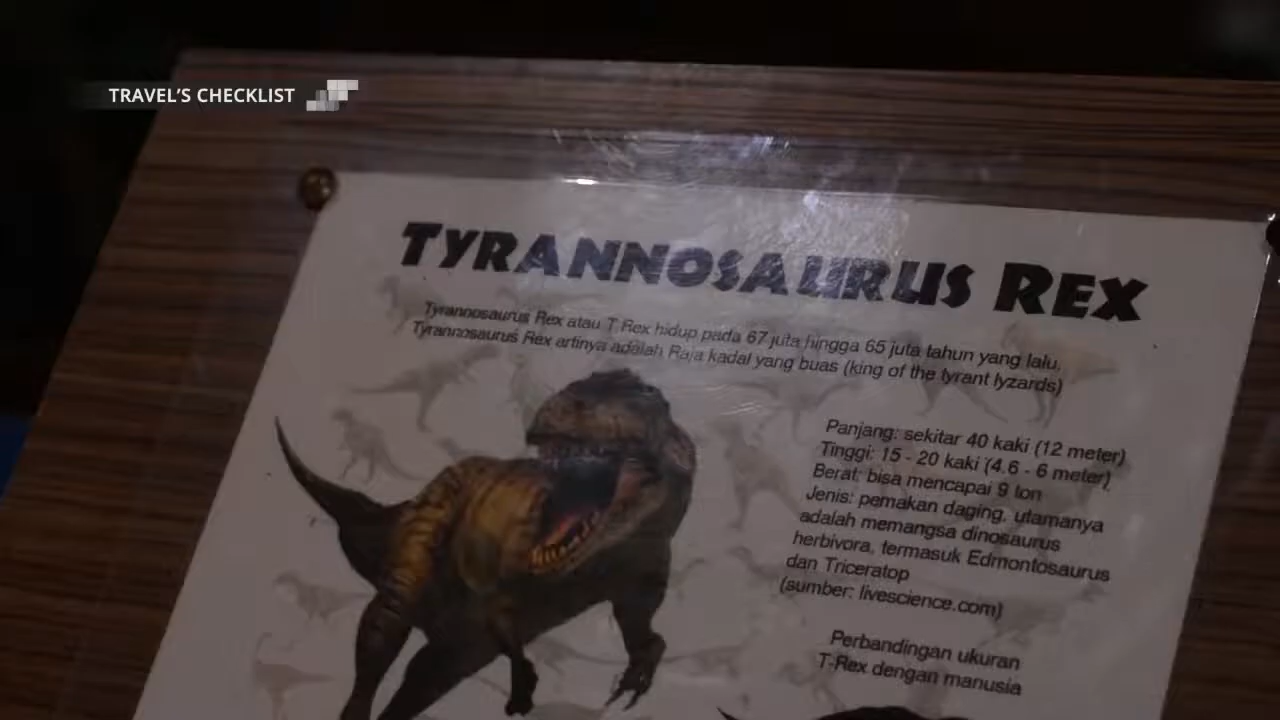 TRAVEL'S CHECKLIST
TYRANNOSAURUS REX
Tyrannosaurus Rex atau T Rex hidup pada 67 juta hingga 65 juta tahun yang lalu.
Tyrannosaurus Rex artinya adalah Raja kadal yang buas (king of the tyrant lyzards)
Panjang: sekitar 40 kaki (12 meter)
Tinggi: 15 - 20 kaki (4.6 - 6 meter)
Berat: bisa mencapai 9 ton
Jenis: pemakan daging, utamanya
adalah memangsa dinosaurus
herbivora, termasuk Edmontosaurus
dan Triceratop
(sumber: livescience.com)
Perbandingan ukuran
T-Rex dengan manusia